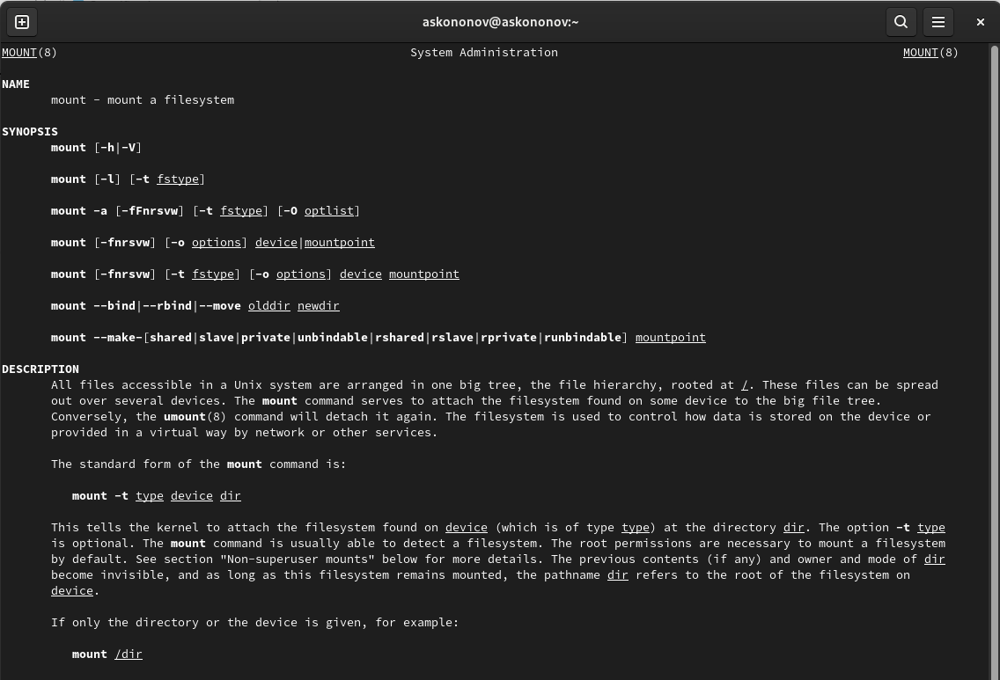 askononov@askononov:~
MOUNT(8) System Administration MOUNT(8)
NAME
mount - mount a filesystem
SYNOPSIS
mount [-h|-V]
mount [-l] [-t fstype]
mount -a [-fFnrsvw] [-t fstype] [-O optlist]
mount [-fnrsvw] [-o options] device|mountpoint
mount [-fnrsvw] [-t fstype] [-o options] device mountpoint
mount --bind|--rbind|--move olddir newdir
mount --make-[shared|slave|private|unbindable|rshared|rslave|rprivate|runbindable] mountpoint
DESCRIPTION
All files accessible in a Unix system are arranged in one big tree, the file hierarchy, rooted at /. These files can be spread
out over several devices. The mount command serves to attach the filesystem found on some device to the big file tree.
Conversely, the umount(8) command will detach it again. The filesystem is used to control how data is stored on the device or
provided in a virtual way by network or other services.
The standard form of the mount command is:
mount -t type device dir
This tells the kernel to attach the filesystem found on device (which is of type type) at the directory dir. The option -t type
is optional. The mount command is usually able to detect a filesystem. The root permissions are necessary to mount a filesystem
by default. See section "Non-superuser mounts" below for more details. The previous contents (if any) and owner and mode of dir
become invisible, and as long as this filesystem remains mounted, the pathname dir refers to the root of the filesystem on
device.
If only the directory or the device is given, for example:
mount /dir